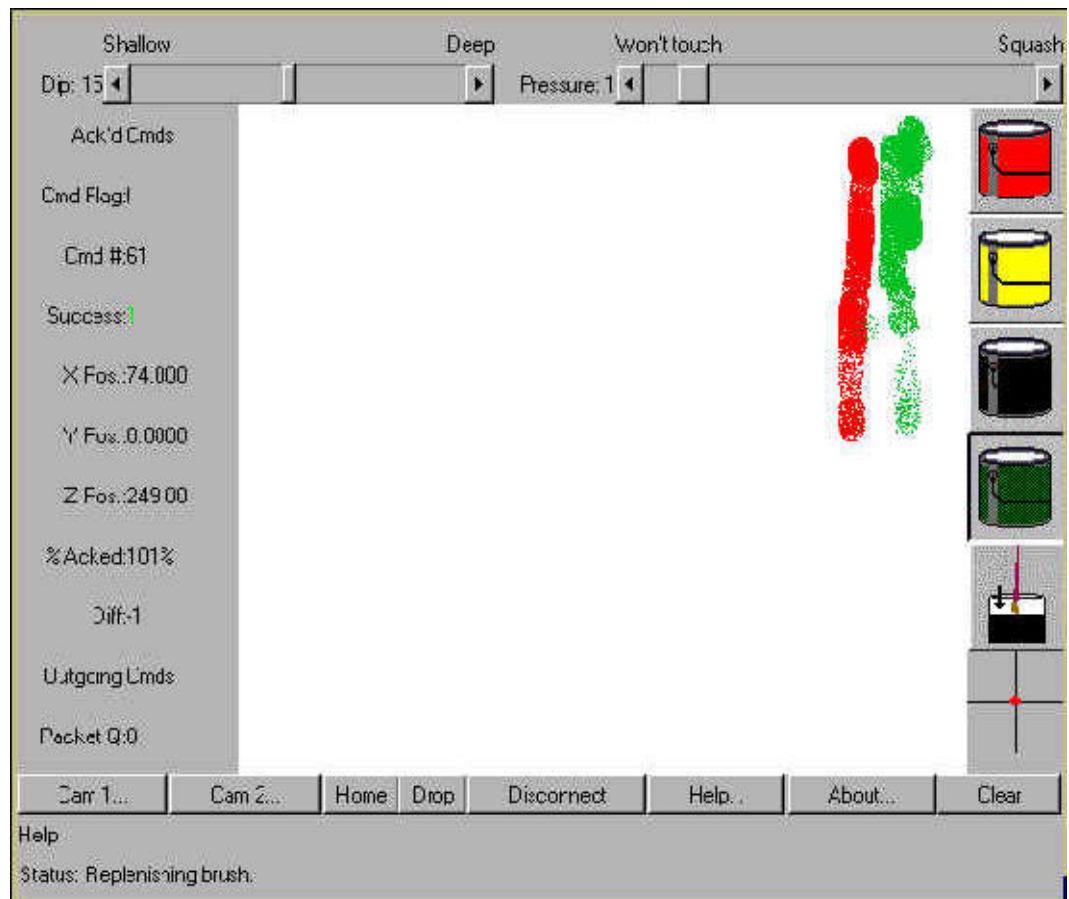 Shallow Deep Won't touch Squash
Dip: 15 Pressure: 1
Ack'd Cmds
Cmd Flag:I
Cmd #:61
Success:1
X Pos.:74.000
Y Pos.:0.0000
Z Pos.:249.00
% Acked:101%
Diff:-1
Outgoing Cmds
Packet Q:0
Cam 1... Cam 2... Home Drop Disconnect Help... About... Clear
Help
Status: Replenishing brush.